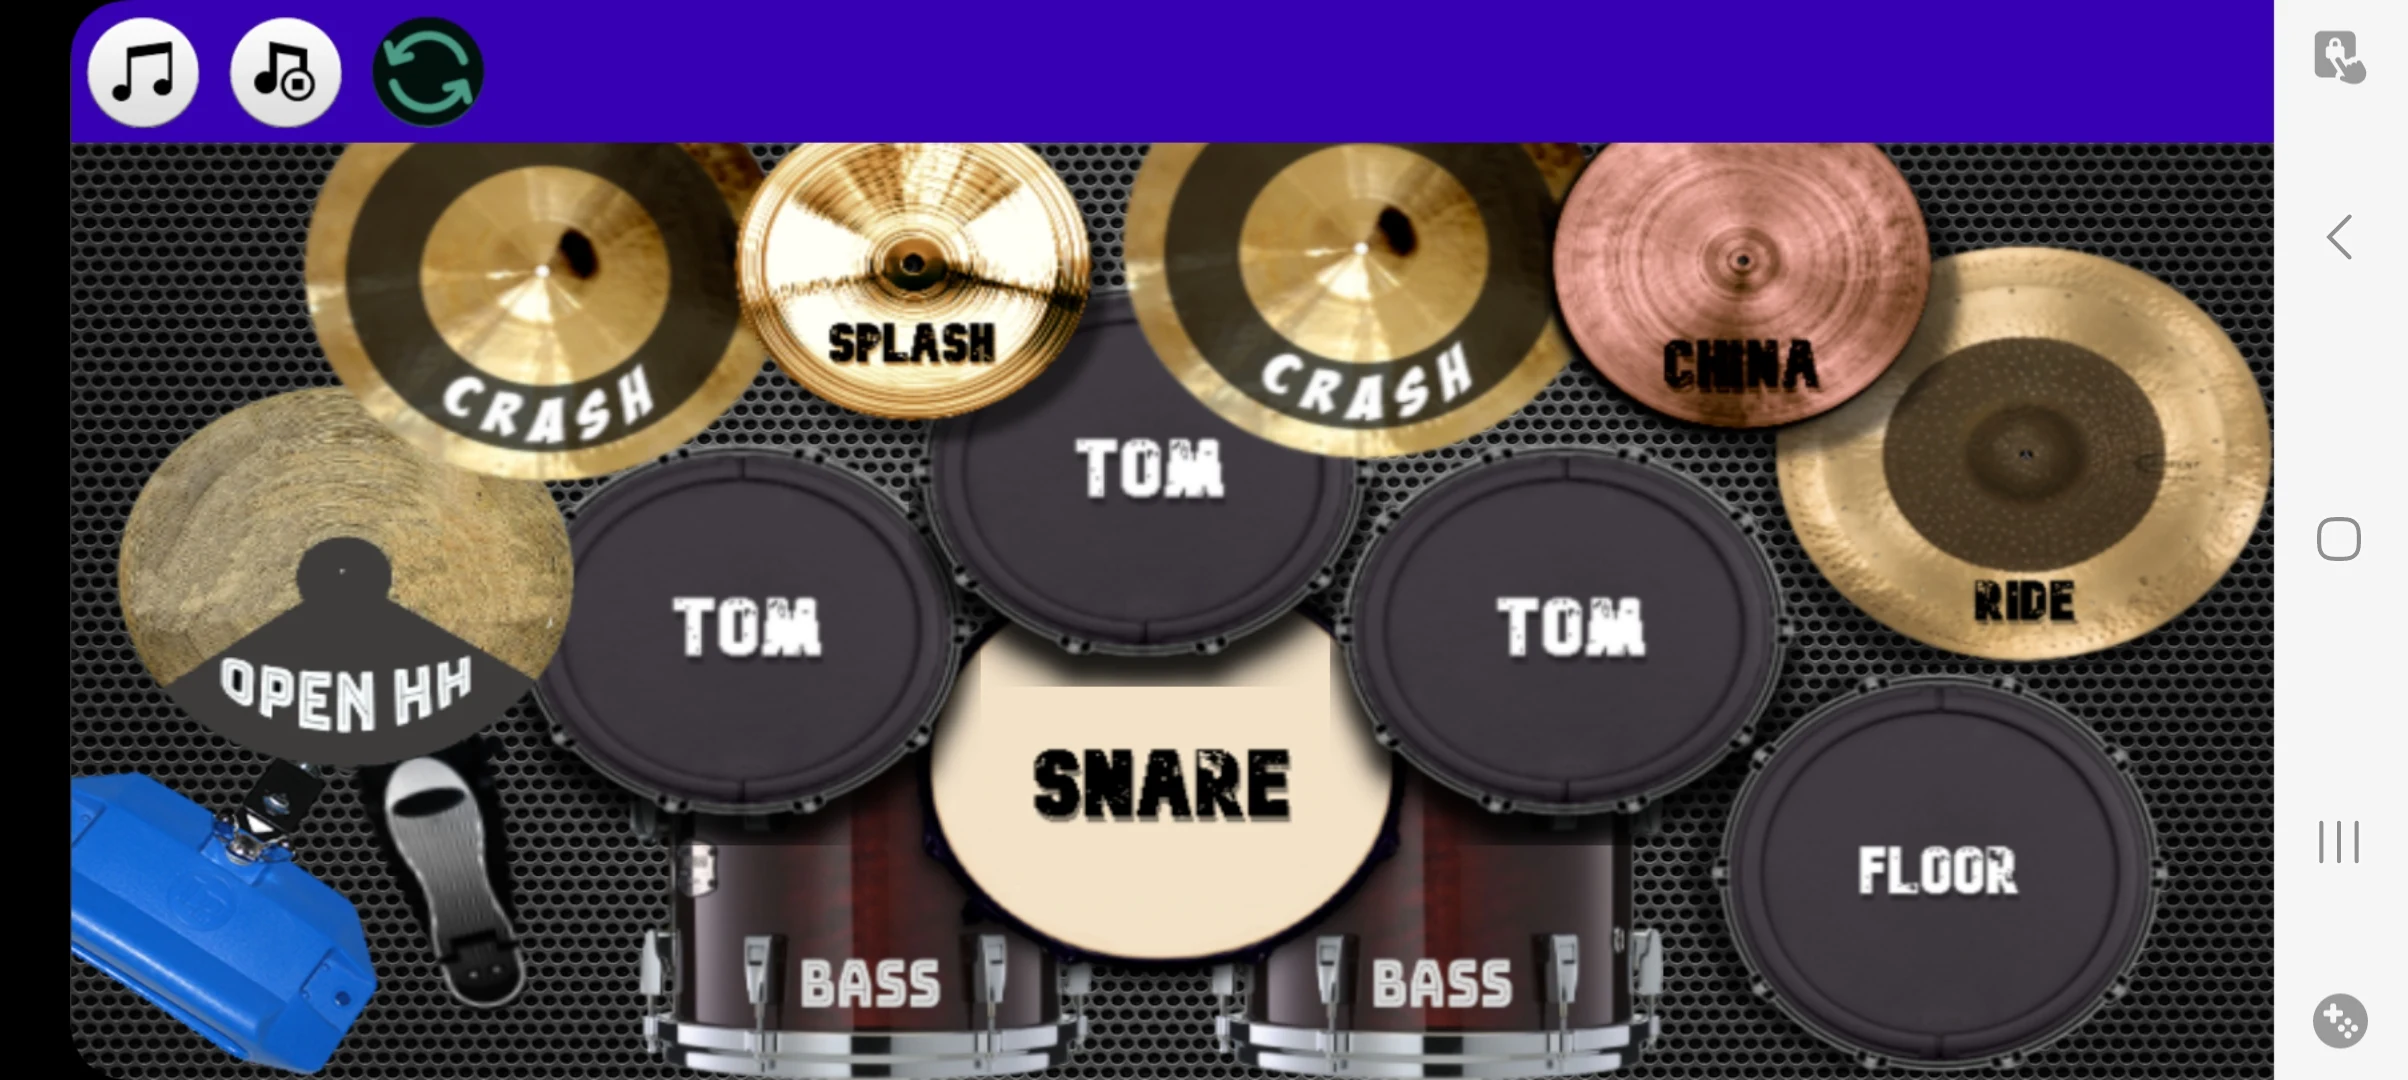 CRASH
SPLASH
CRASH
CHINA
TOM
OPEN HH
TOM
TOM
RIDE
SNARE
FLOOR
BASS
BASS